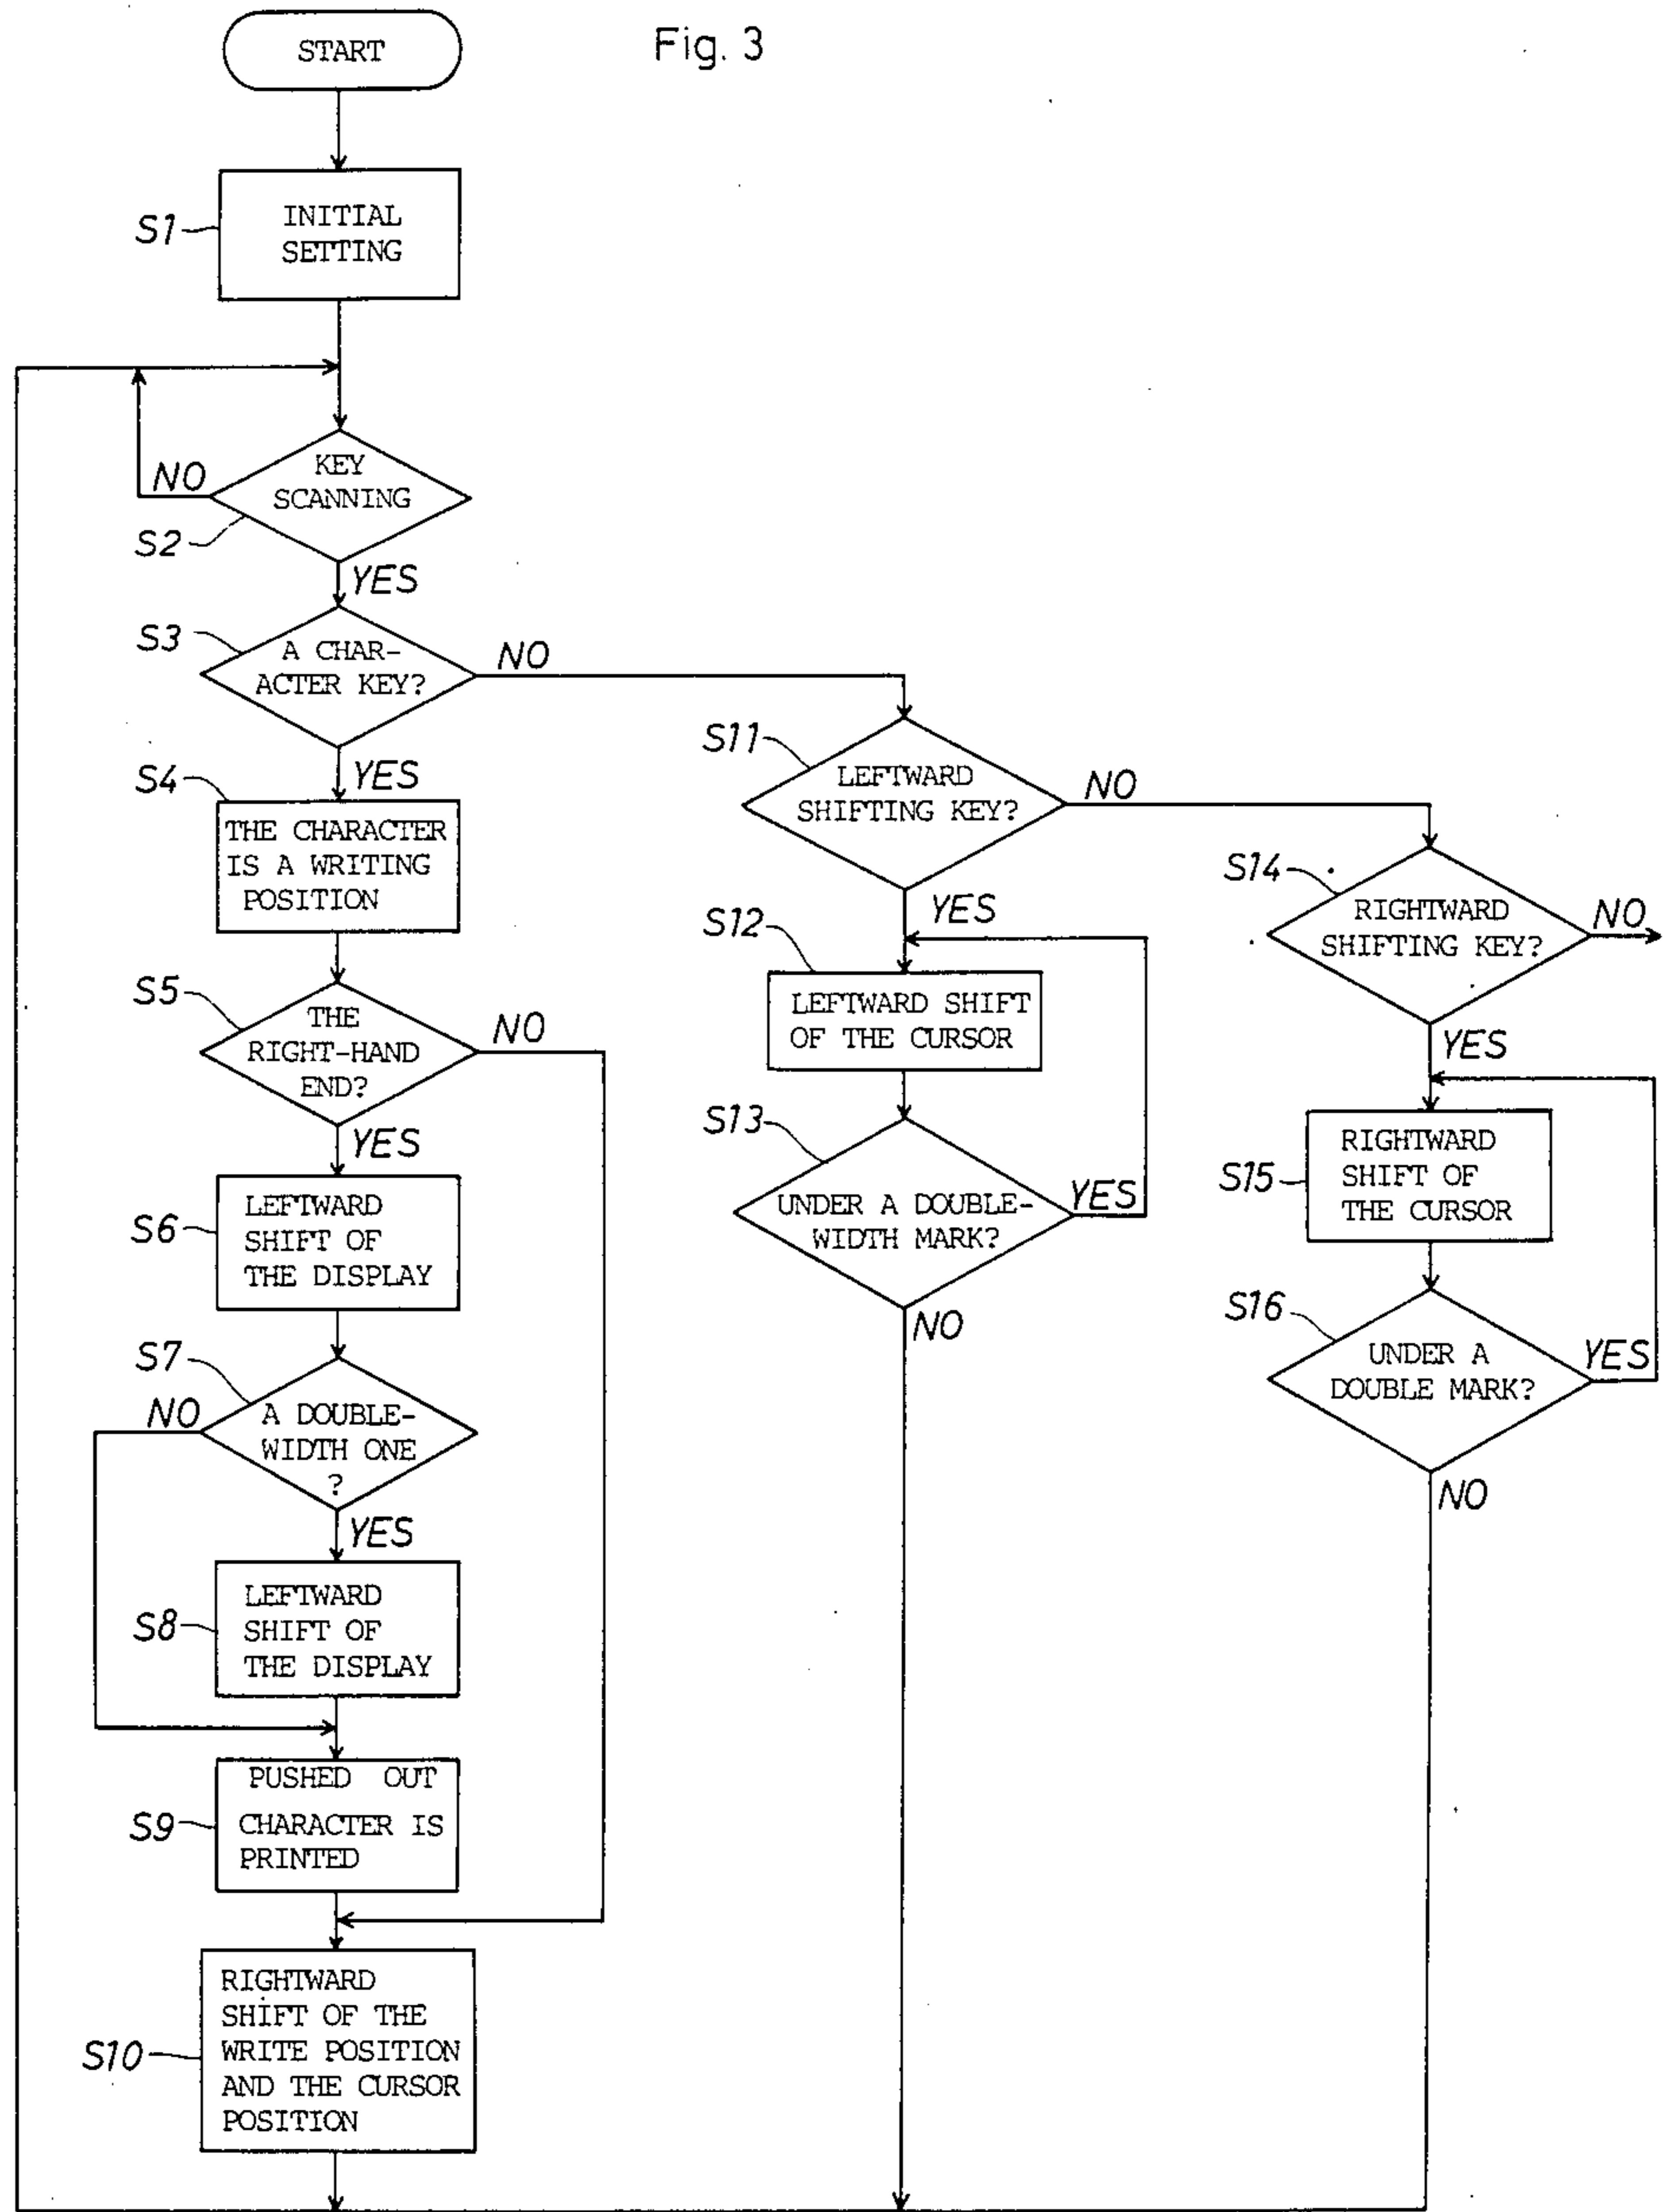 Fig. 3
START
S1
INITIAL
SETTING
KEY
SCANNING
NO
S2
YES
S3
A CHAR-
ACTER KEY?
NO
YES
S4
THE CHARACTER
IS A WRITING
POSITION
S5
THE
RIGHT-HAND
END?
NO
YES
S6
LEFTWARD
SHIFT OF
THE DISPLAY
S7
A DOUBLE-
WIDTH ONE
?
NO
YES
S8
LEFTWARD
SHIFT OF
THE DISPLAY
S9
PUSHED OUT
CHARACTER IS
PRINTED
S10
RIGHTWARD
SHIFT OF THE
WRITE POSITION
AND THE CURSOR
POSITION
S11
LEFTWARD
SHIFTING KEY?
NO
YES
S12
LEFTWARD SHIFT
OF THE CURSOR
S13
UNDER A DOUBLE-
WIDTH MARK?
YES
NO
S14
RIGHTWARD
SHIFTING KEY?
NO
YES
S15
RIGHTWARD
SHIFT OF
THE CURSOR
S16
UNDER A
DOUBLE MARK?
YES
NO